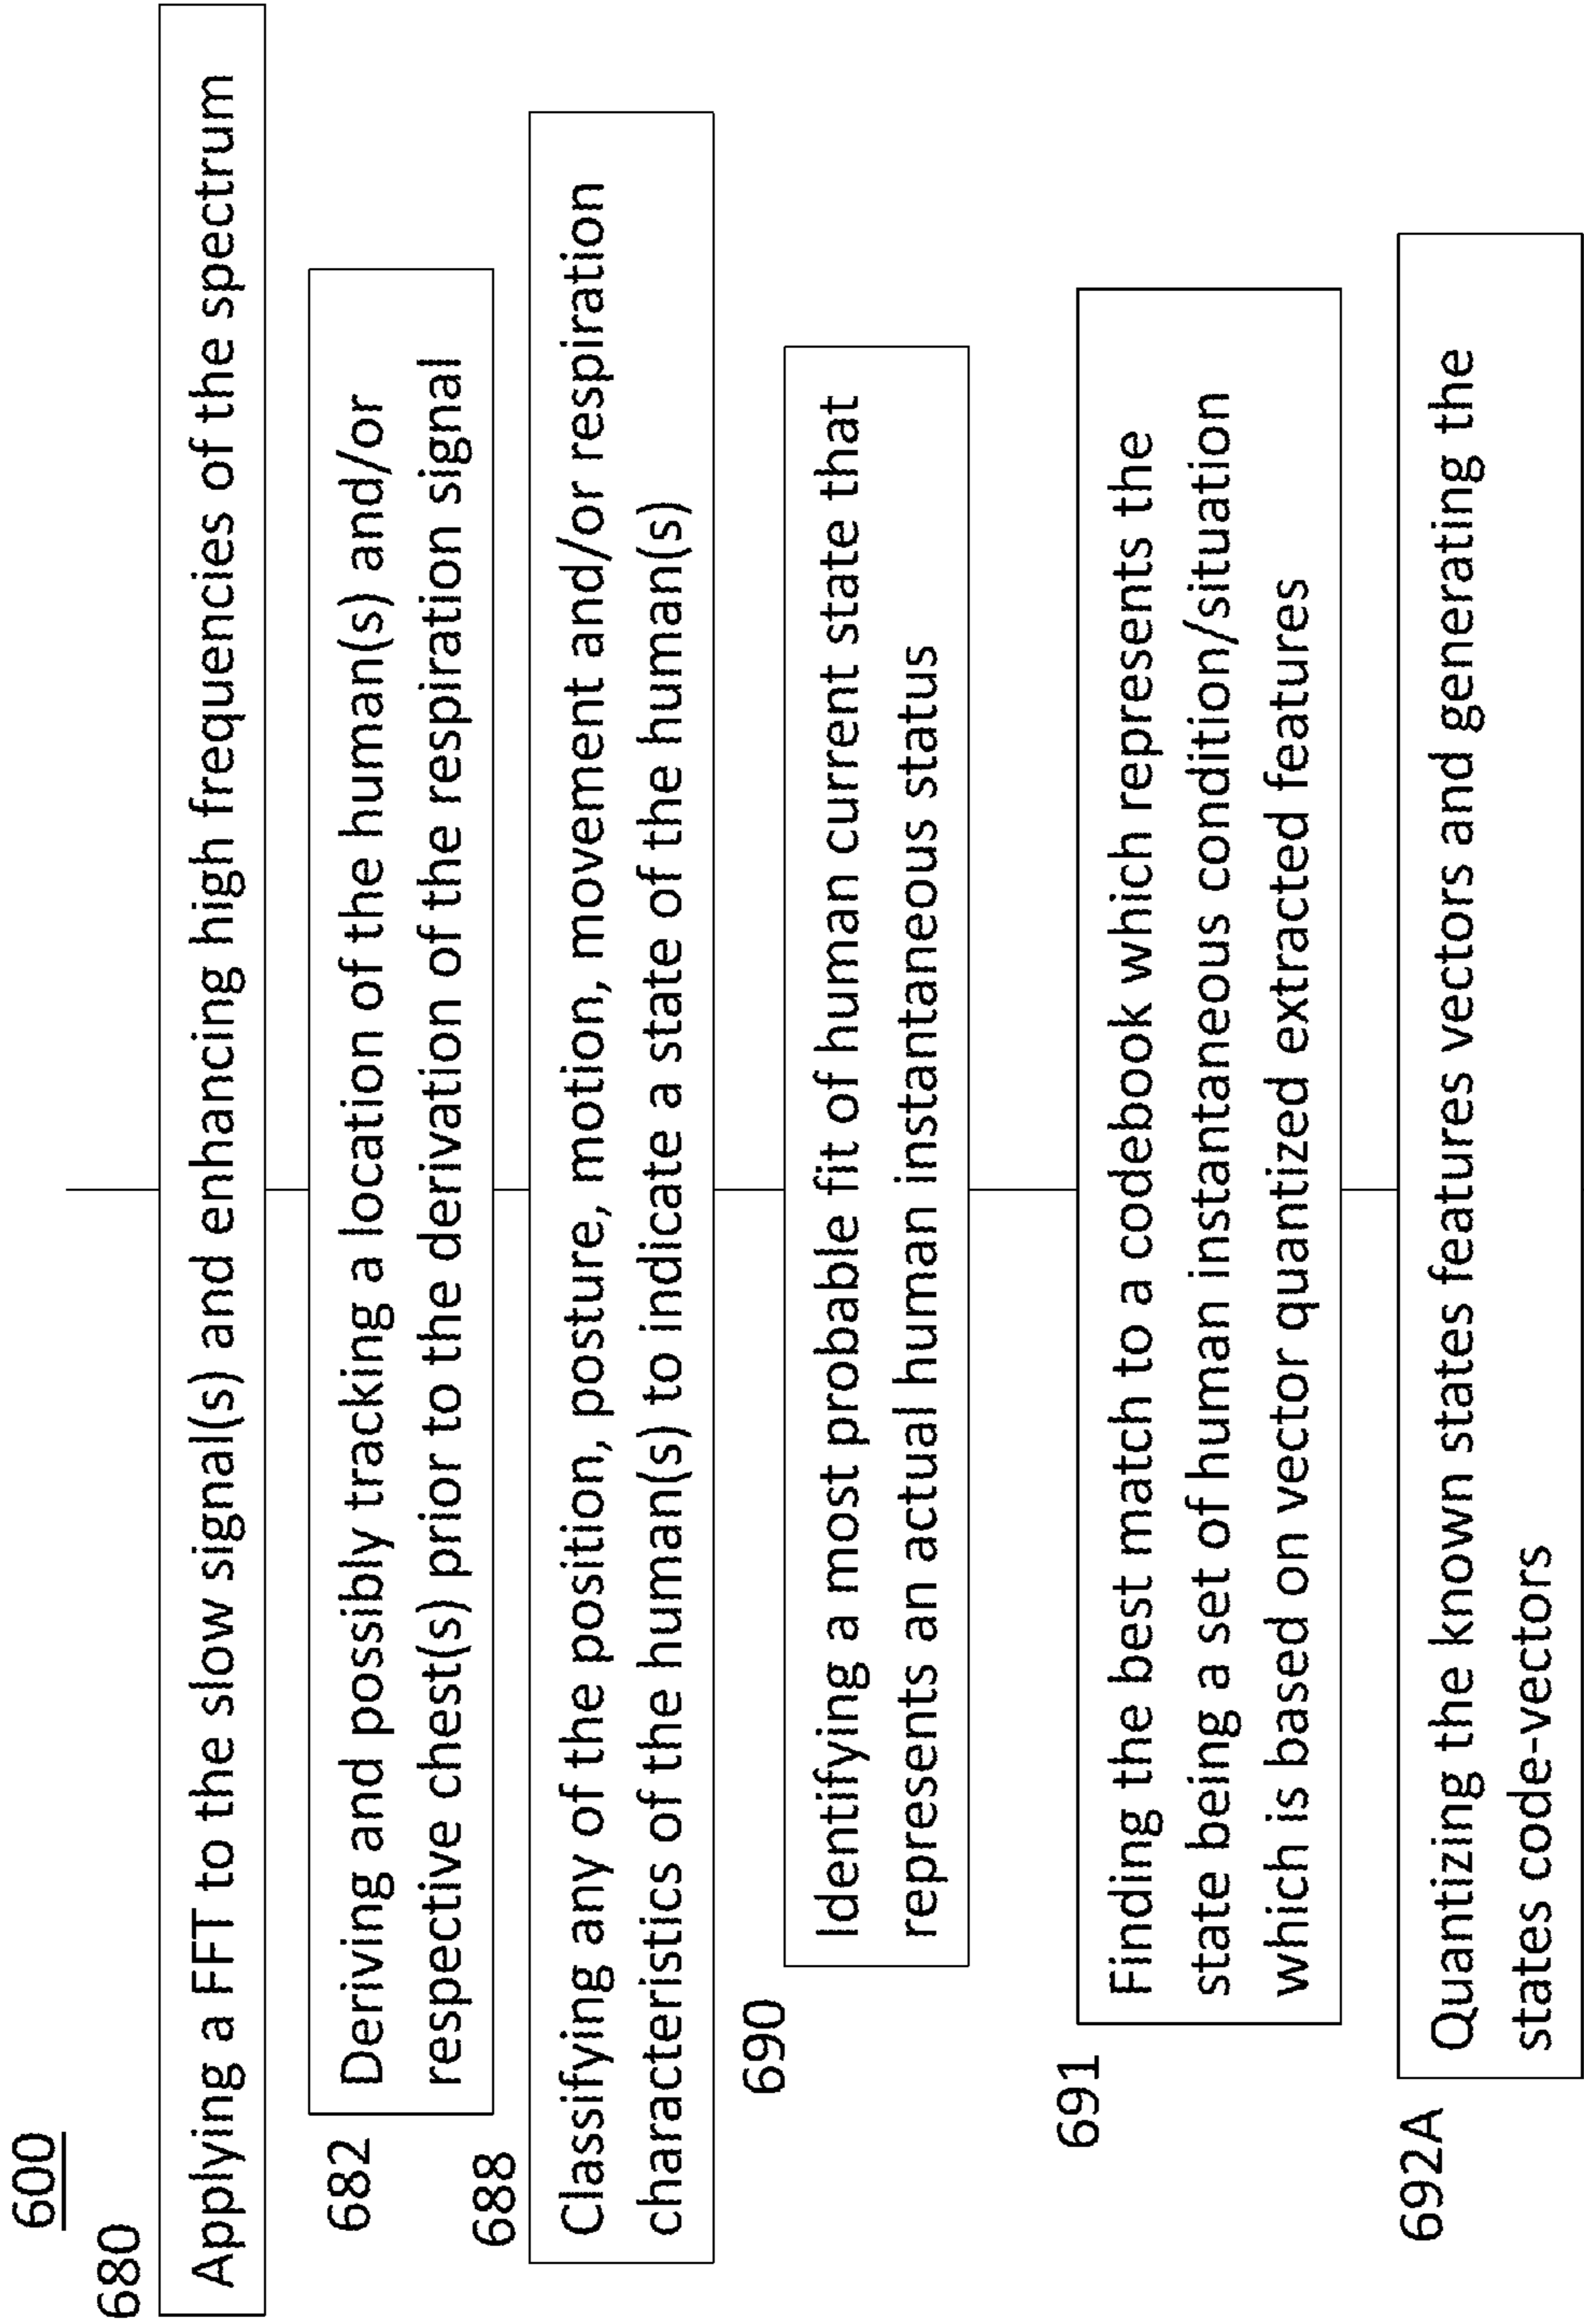 600
680
Applying a FFT to the slow signal(s) and enhancing high frequencies of the spectrum
682
Deriving and possibly tracking a location of the human(s) and/or
respective chest(s) prior to the derivation of the respiration signal
688
Classifying any of the position, posture, motion, movement and/or respiration
characteristics of the human(s) to indicate a state of the human(s)
690
Identifying a most probable fit of human current state that
represents an actual human instantaneous status
691
Finding the best match to a codebook which represents the
state being a set of human instantaneous condition/situation
which is based on vector quantized extracted features
692A
Quantizing the known states features vectors and generating the
states code-vectors